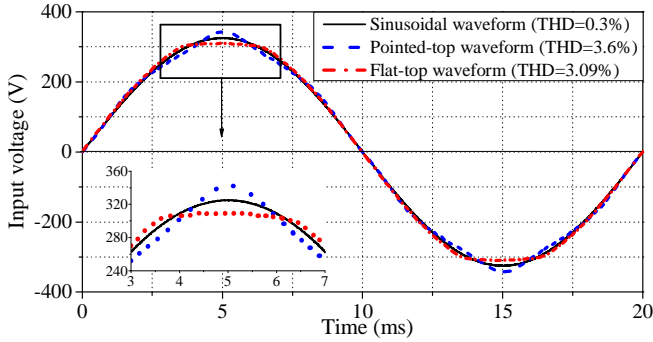 400
Sinusoidal waveform (THD=0.3%)
Pointed-top waveform (THD=3.6%)
Flat-top waveform (THD=3.09%)
200
Input voltage (V)
0
360
320
280
240
3 4 5 6 7
-200
-400
0 5 10 15 20
Time (ms)